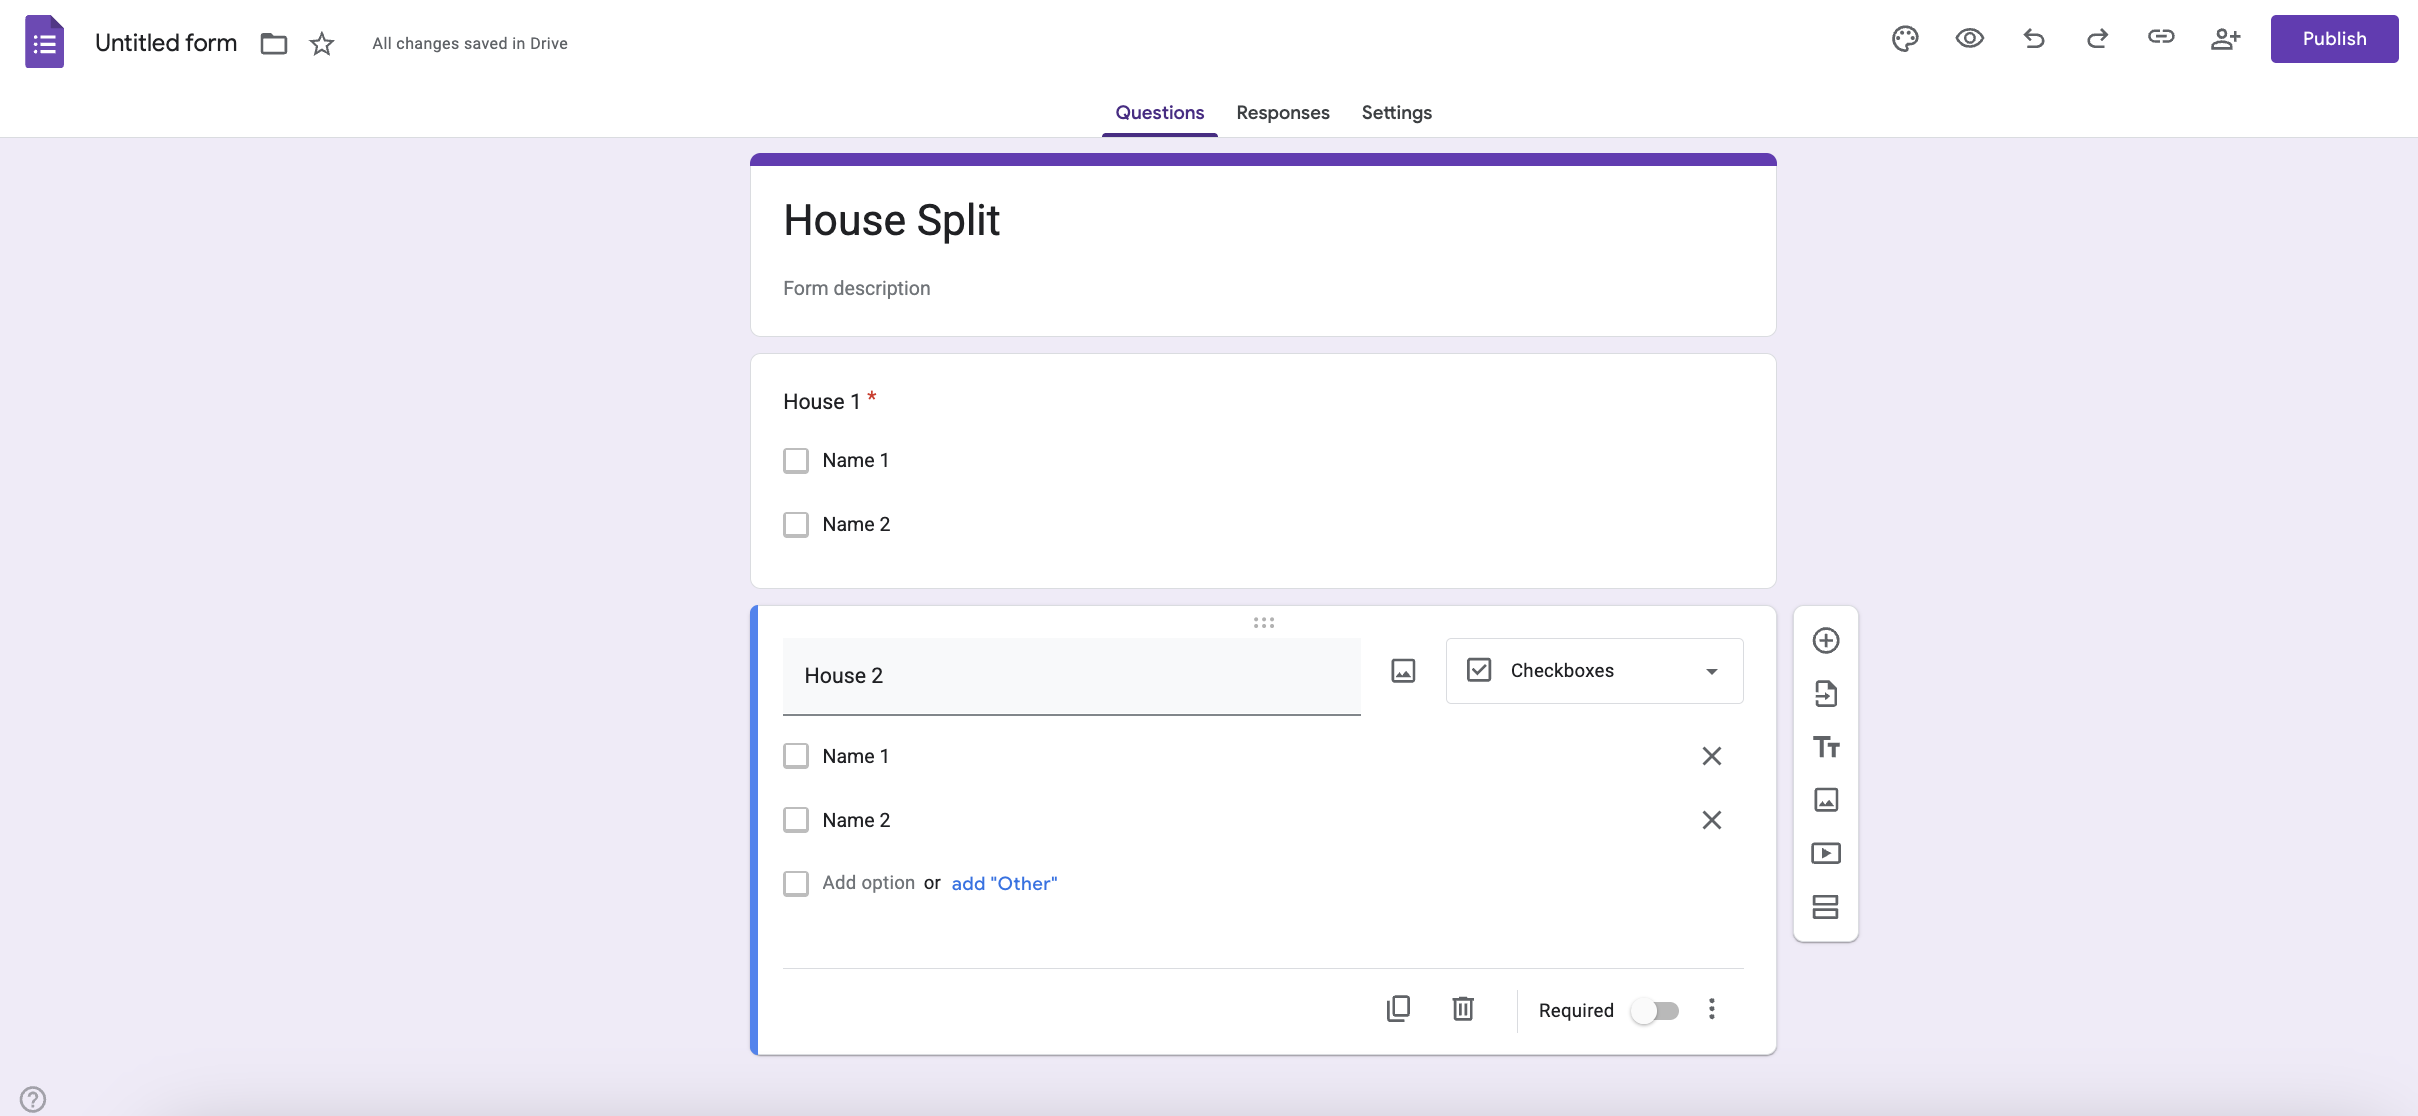 Untitled form
All changes saved in Drive
Publish
Questions Responses Settings
House Split
Form description
House 1 *
Name 1
Name 2
House 2
Checkboxes
Name 1
Name 2
Add option or add "Other"
Required